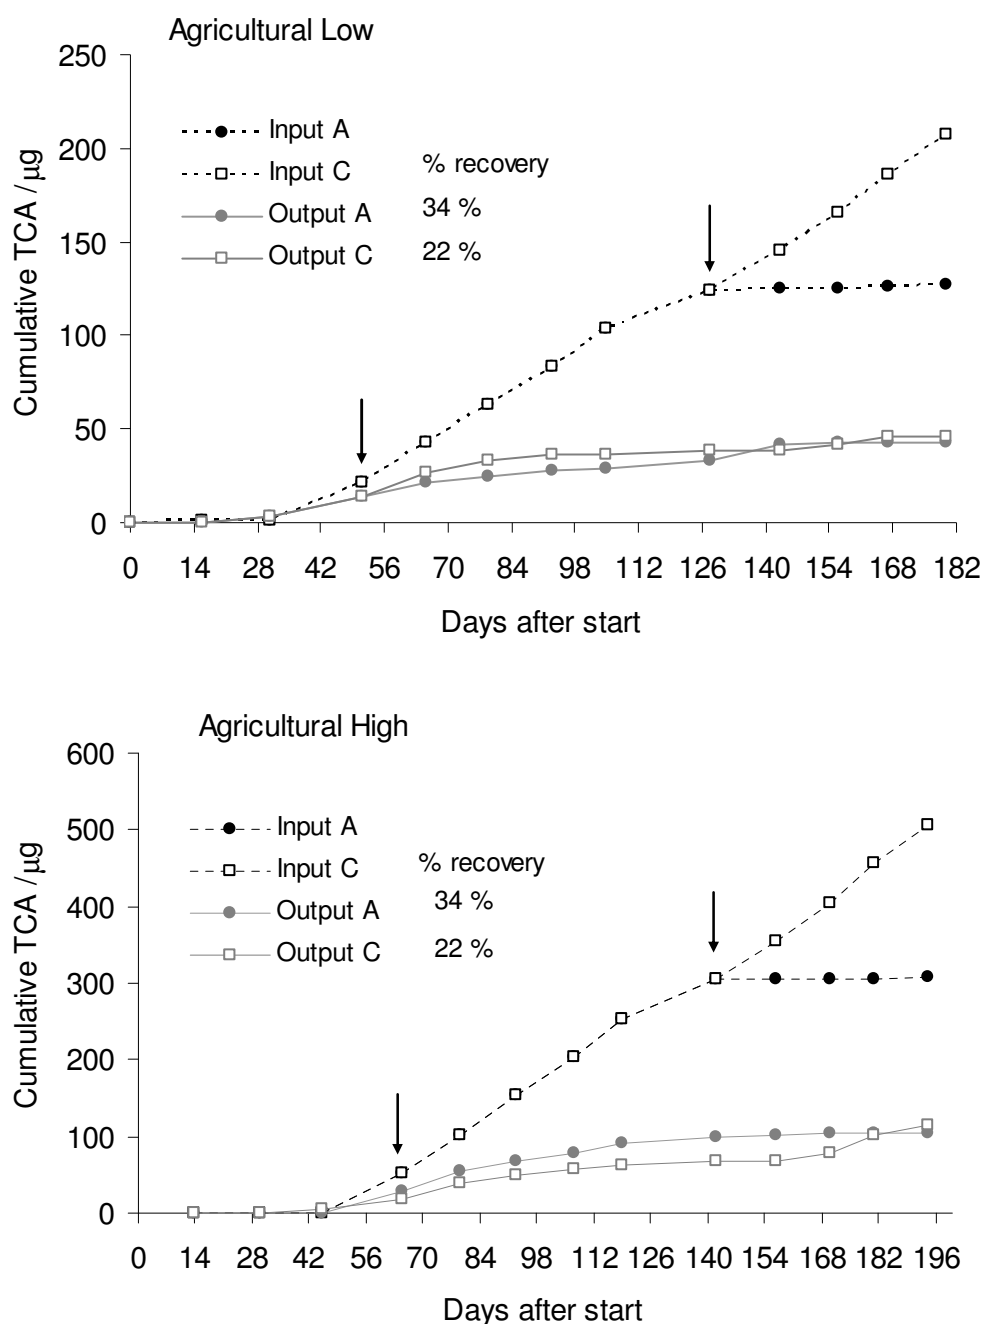 Agricultural Low
250
200
150
100
50
0
Cumulative TCA /µg
Input A
Input C
Output A
Output C
% recovery
34 %
22 %
0 14 28 42 56 70 84 98 112 126 140 154 168 182
Days after start
Agricultural High
600
500
400
300
200
100
0
Cumulative TCA /µg
Input A
Input C
Output A
Output C
% recovery
34 %
22 %
0 14 28 42 56 70 84 98 112 126 140 154 168 182 196
Days after start